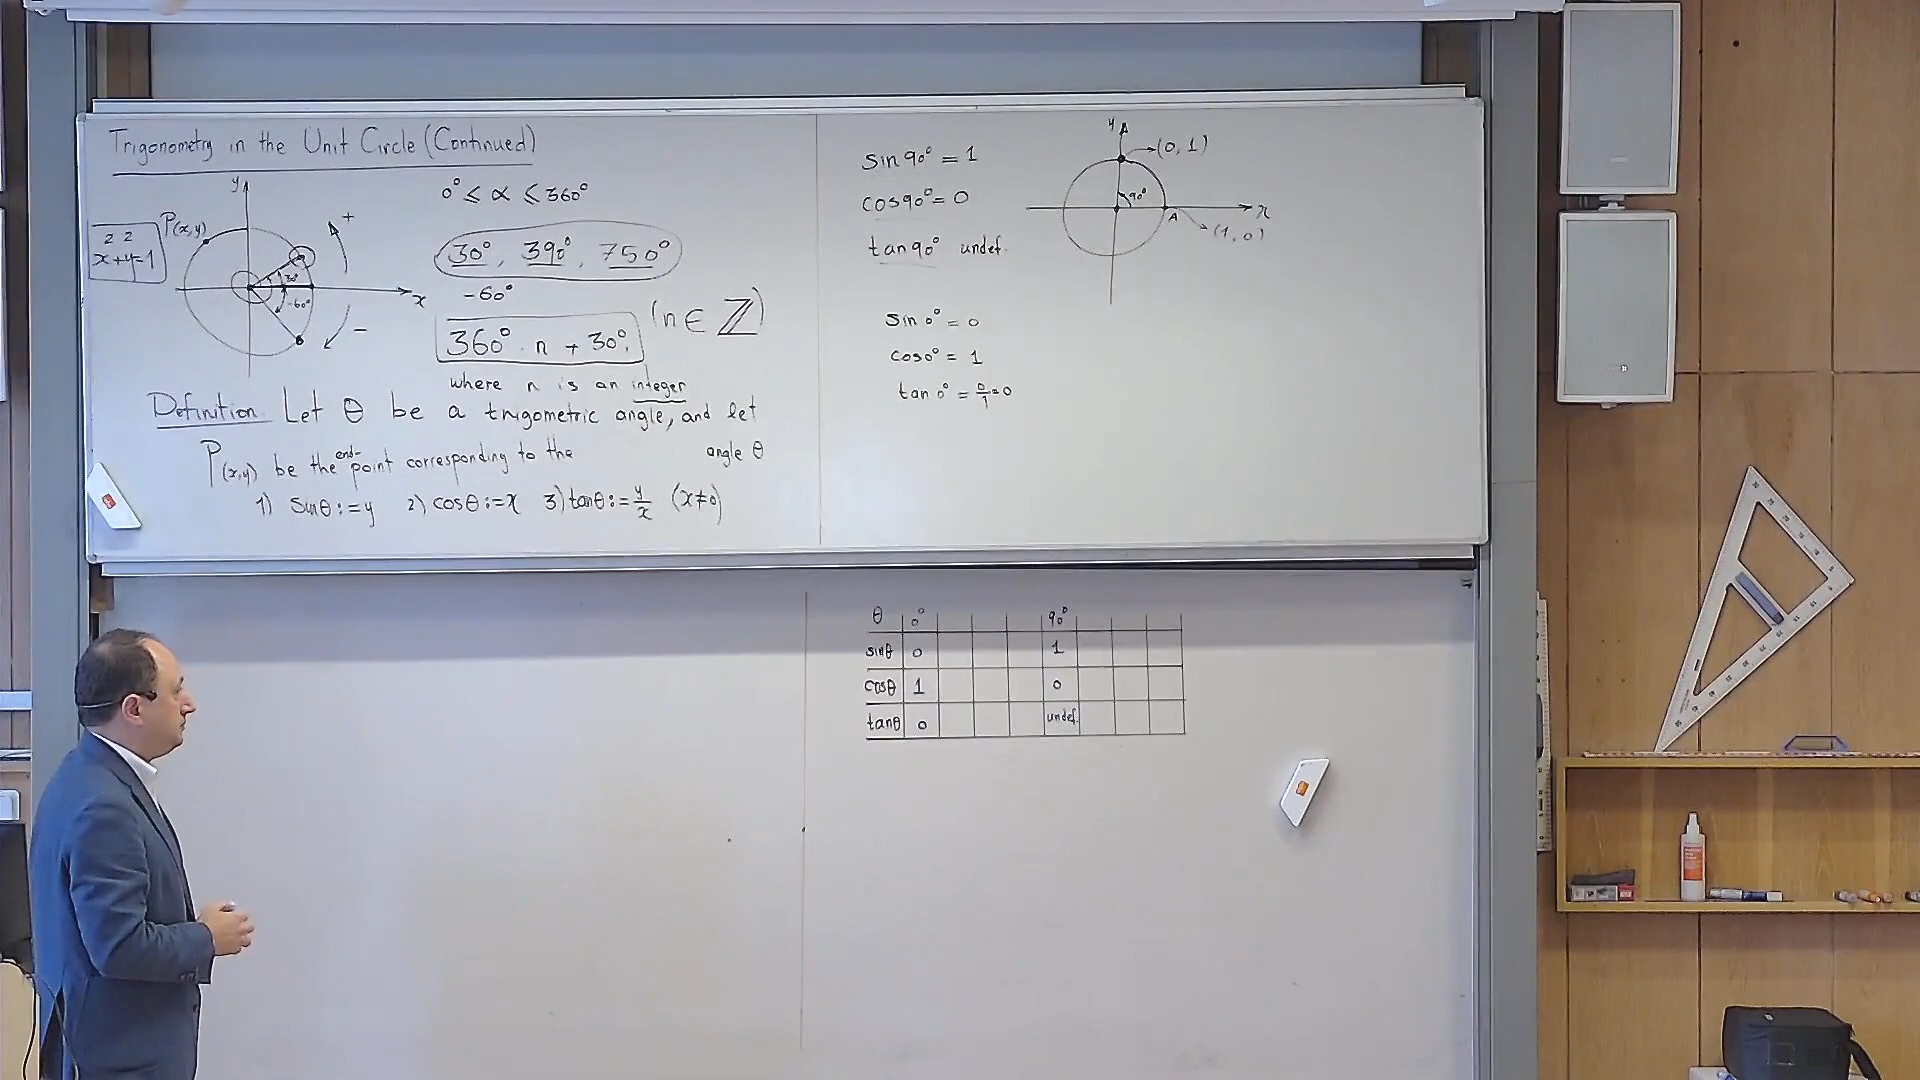 Trigonometry in the Unit Circle (Continued)
0° ≤ α ≤ 360°
y
+
P(x,y)
x²+y²=1
30°, 390°, 750°
30°
-60°
x
-
-60°
360° · n + 30°, (n ∈ ℤ)
where n is an integer
Definition. Let θ be a trigometric angle, and let
P(x,y) be the end-point corresponding to the angle θ
1) sinθ := y 2) cosθ := x 3) tanθ := y/x (x≠0)
sin 90° = 1
cos 90° = 0
tan 90° undef.
y
(0, 1)
90°
A
x
(1, 0)
sin 0° = 0
cos 0° = 1
tan 0° = 0/1 = 0
θ 0° 90°
sinθ 0 1
cosθ 1 0
tanθ 0 undef.